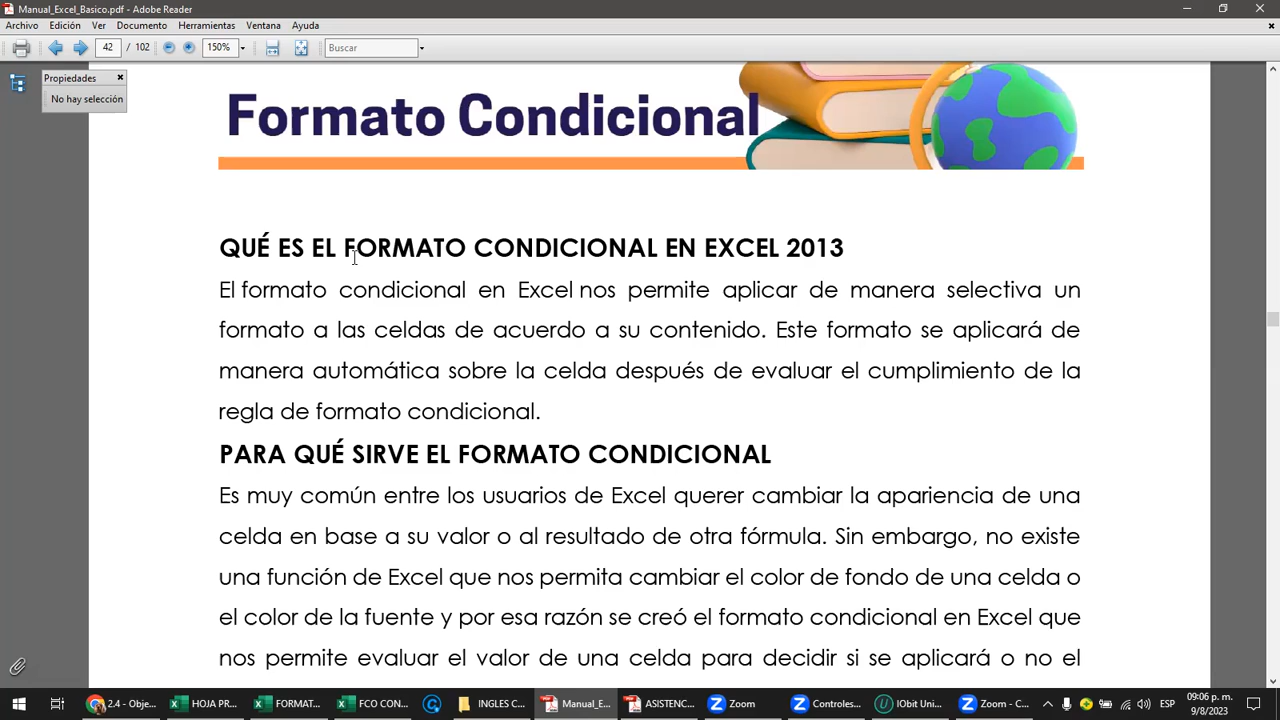 Manual_Excel_Basico.pdf - Adobe Reader
Archivo Edición Ver Documento Herramientas Ventana Ayuda
42 / 102 150% Buscar
Propiedades
No hay selección
Formato Condicional
QUÉ ES EL FORMATO CONDICIONAL EN EXCEL 2013
El formato condicional en Excel nos permite aplicar de manera selectiva un
formato a las celdas de acuerdo a su contenido. Este formato se aplicará de
manera automática sobre la celda después de evaluar el cumplimiento de la
regla de formato condicional.
PARA QUÉ SIRVE EL FORMATO CONDICIONAL
Es muy común entre los usuarios de Excel querer cambiar la apariencia de una
celda en base a su valor o al resultado de otra fórmula. Sin embargo, no existe
una función de Excel que nos permita cambiar el color de fondo de una celda o
el color de la fuente y por esa razón se creó el formato condicional en Excel que
nos permite evaluar el valor de una celda para decidir si se aplicará o no el
2.4 - Obje... HOJA PR... FORMAT... FCO CON... INGLES C... Manual_E... ASISTENC... Zoom Controles... IObit Uni... Zoom - C... ESP 09:06 p. m.
9/8/2023